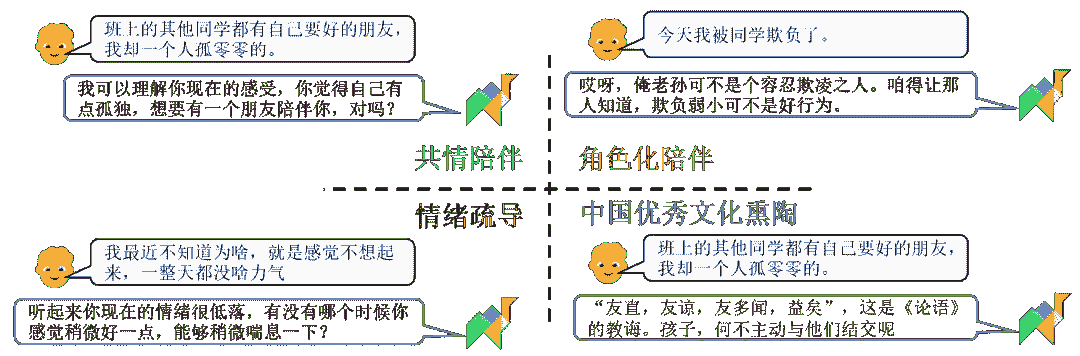 班上的其他同学都有自己要好的朋友，
我却一个人孤零零的。
我可以理解你现在的感受，你觉得自己有
点孤独，想要有一个朋友陪伴你，对吗？
共情陪伴
今天我被同学欺负了。
哎呀，俺老孙可不是个容忍欺凌之人。咱得让那
人知道，欺负弱小可不是好行为。
角色化陪伴
情绪疏导
我最近不知道为啥，就是感觉不想起
来，一整天都没啥力气
听起来你现在的情绪很低落，有没有哪个时候你
感觉稍微好一点，能够稍微喘息一下？
中国优秀文化熏陶
班上的其他同学都有自己要好的朋友，
我却一个人孤零零的。
“友直，友谅，友多闻，益矣”，这是《论语》
的教诲。孩子，何不主动与他们结交呢